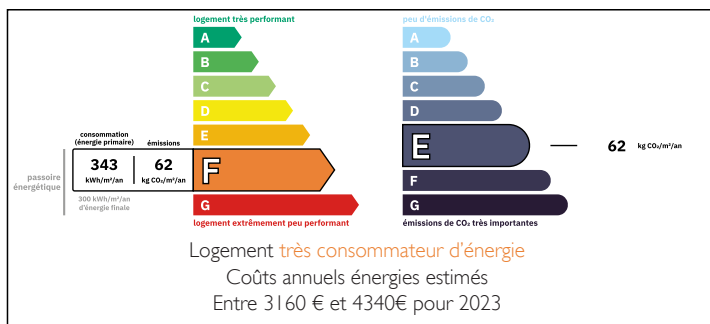 logement très performant
A
B
C
D
E
consommation
(énergie primaire)
émissions
343
62
kWh/m²/an
kg CO₂/m²/an
F
passoire
énergétique
300 kWh/m²/an
d'énergie finale
G
logement extrêmement peu performant
peu d'émissions de CO₂
A
B
C
D
E
62 kg CO₂/m²/an
F
G
émissions de CO₂ très importantes
Logement très consommateur d'énergie
Coûts annuels énergies estimés
Entre 3160 € et 4340€ pour 2023